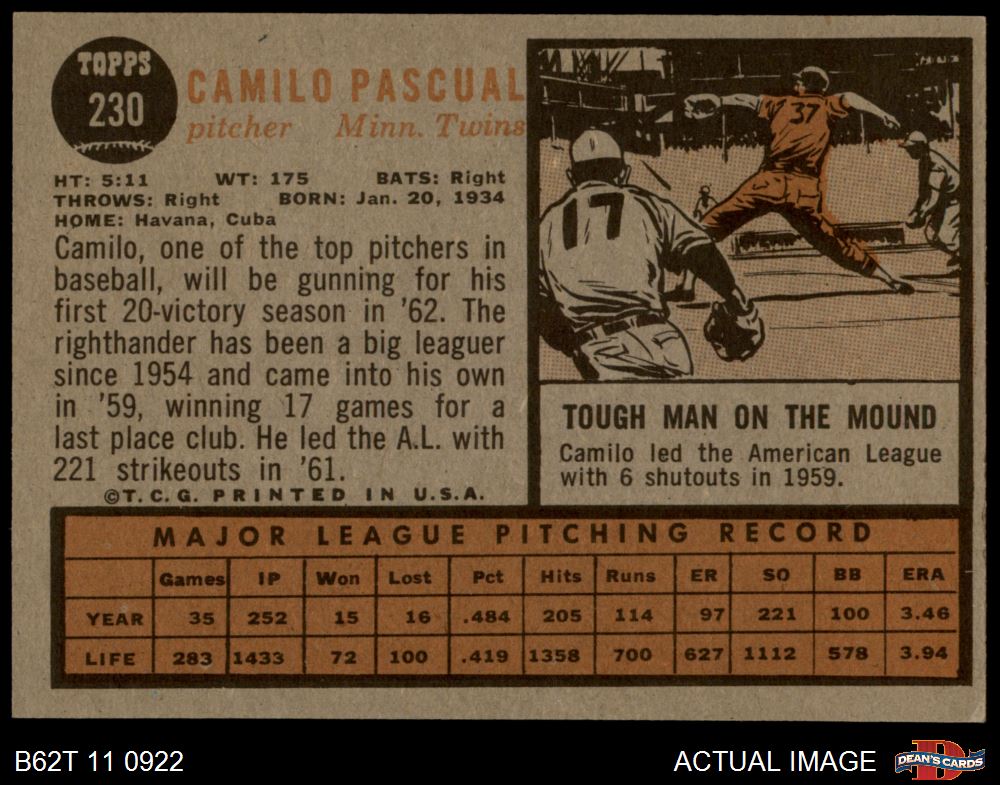 TOPPS
230
CAMILO PASCUAL
pitcher Minn. Twins
HT: 5:11 WT: 175 BATS: Right
THROWS: Right BORN: Jan. 20, 1934
HOME: Havana, Cuba
Camilo, one of the top pitchers in
baseball, will be gunning for his
first 20-victory season in '62. The
righthander has been a big leaguer
since 1954 and came into his own
in '59, winning 17 games for a
last place club. He led the A.L. with
221 strikeouts in '61.
©T.C.G. PRINTED IN U.S.A.
37
17
TOUGH MAN ON THE MOUND
Camilo led the American League
with 6 shutouts in 1959.
MAJOR LEAGUE PITCHING RECORD
Games IP Won Lost Pct Hits Runs ER SO BB ERA
YEAR 35 252 15 16 .484 205 114 97 221 100 3.46
LIFE 283 1433 72 100 .419 1358 700 627 1112 578 3.94
B62T 11 0922 ACTUAL IMAGE
D
DEAN'S CARDS